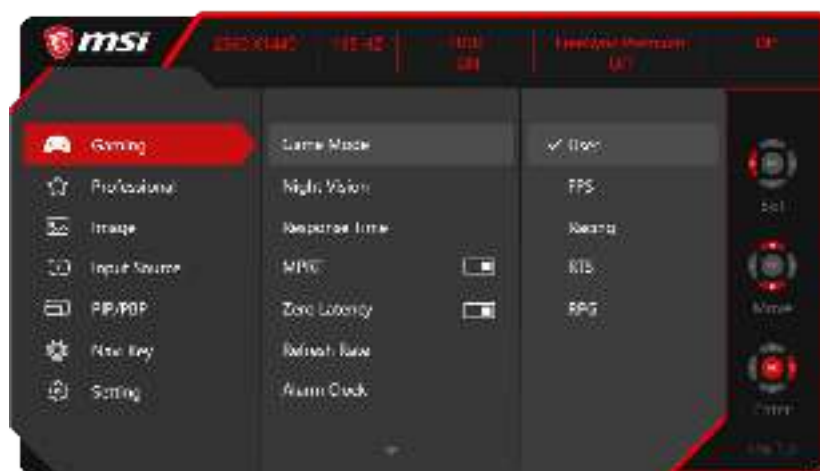 msi
ON
Gaming
Professional
Image
Input Source
PIP/PBP
Navi Key
Setting
Game Mode
Night Vision
Response Time
MPRT
Zero Latency
Refresh Rate
Alarm Clock
User
FPS
Racing
RTS
RPG
Move
Enter